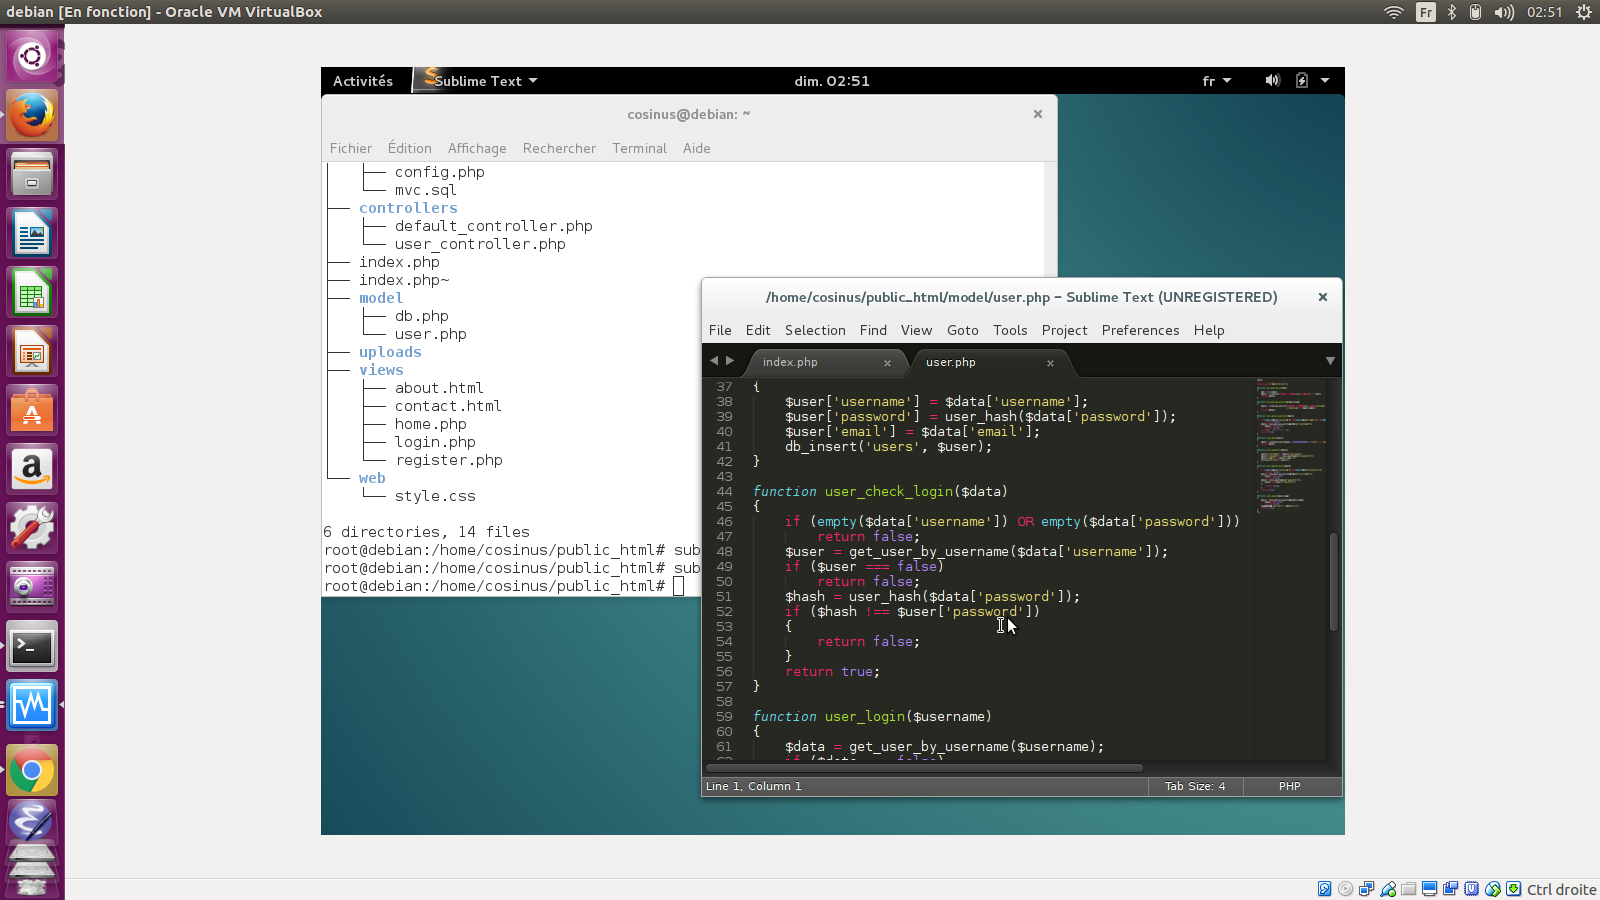 debian [En fonction] - Oracle VM VirtualBox
Fr
02:51
Activités
Sublime Text
dim. 02:51
fr
cosinus@debian: ~
Fichier Édition Affichage Rechercher Terminal Aide
├── config.php
└── mvc.sql
├── controllers
├── default_controller.php
└── user_controller.php
├── index.php
├── index.php~
├── model
├── db.php
└── user.php
├── uploads
├── views
├── about.html
├── contact.html
├── home.php
├── login.php
└── register.php
└── web
└── style.css
6 directories, 14 files
root@debian:/home/cosinus/public_html# sub
root@debian:/home/cosinus/public_html# sub
root@debian:/home/cosinus/public_html#
/home/cosinus/public_html/model/user.php - Sublime Text (UNREGISTERED)
File Edit Selection Find View Goto Tools Project Preferences Help
index.php
user.php
37 {
38 $user['username'] = $data['username'];
39 $user['password'] = user_hash($data['password']);
40 $user['email'] = $data['email'];
41 db_insert('users', $user);
42 }
43
44 function user_check_login($data)
45 {
46 if (empty($data['username']) OR empty($data['password']))
47 return false;
48 $user = get_user_by_username($data['username']);
49 if ($user === false)
50 return false;
51 $hash = user_hash($data['password']);
52 if ($hash !== $user['password'])
53 {
54 return false;
55 }
56 return true;
57 }
58
59 function user_login($username)
60 {
61 $data = get_user_by_username($username);
Line 1, Column 1
Tab Size: 4
PHP
Ctrl droite